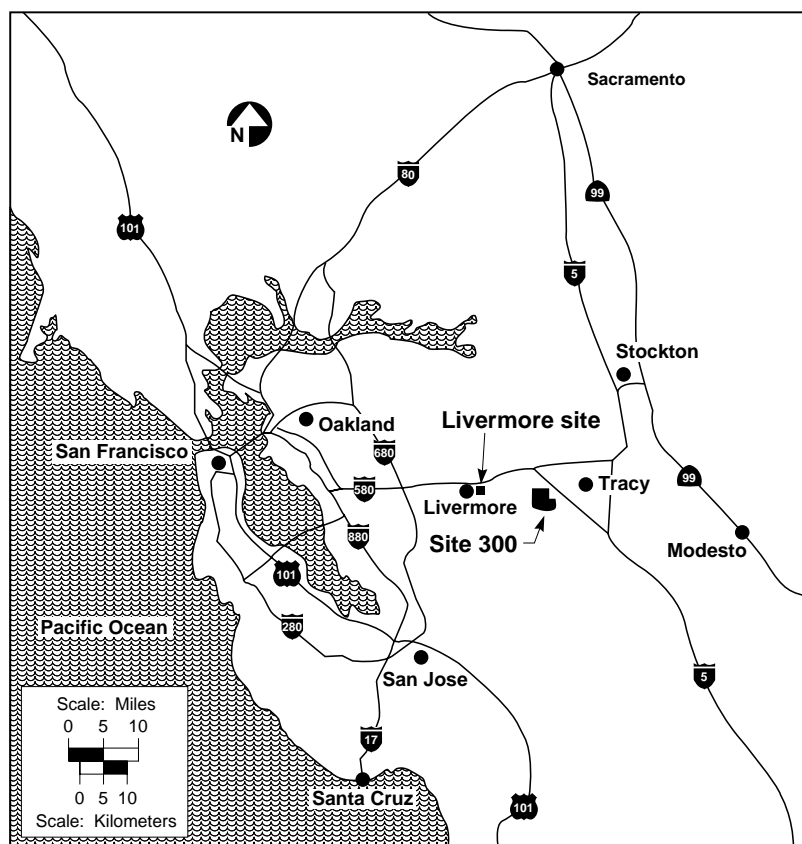 Sacramento
N
80
99
101
5
Stockton
Oakland
Livermore site
San Francisco
680
580
Livermore
Tracy
99
880
Site 300
Modesto
101
Pacific Ocean
280
San Jose
5
Scale: Miles
0 5 10
17
0 5 10
Santa Cruz
101
Scale: Kilometers